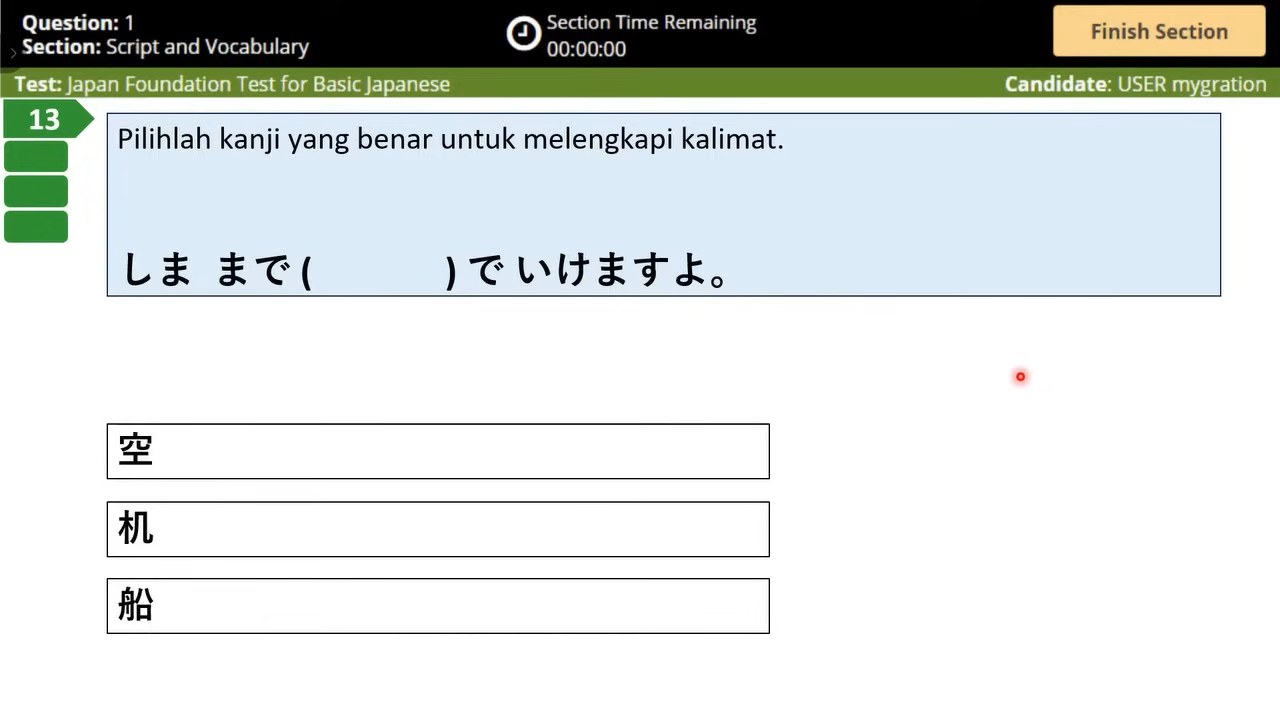 Question: 1
Section: Script and Vocabulary
Section Time Remaining
00:00:00
Finish Section
Test: Japan Foundation Test for Basic Japanese
Candidate: USER mygration
13
Pilihlah kanji yang benar untuk melengkapi kalimat.
しま まで ( ) で いけますよ。
空
机
船